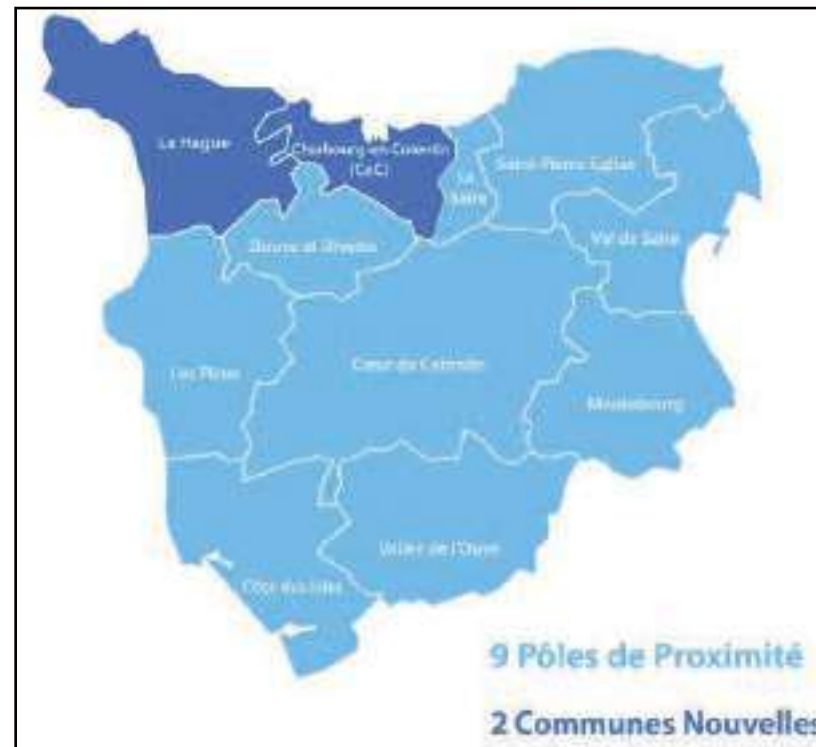 La Hague
Cherbourg-en-Cotentin
(CeC)
La
Saire
Saint-Pierre-Eglise
Val de Saire
Douve et Divette
Les Pieux
Cœur du Cotentin
Montebourg
Vallée de l'Ouve
Côte des Isles
9 Pôles de Proximité
2 Communes Nouvelles